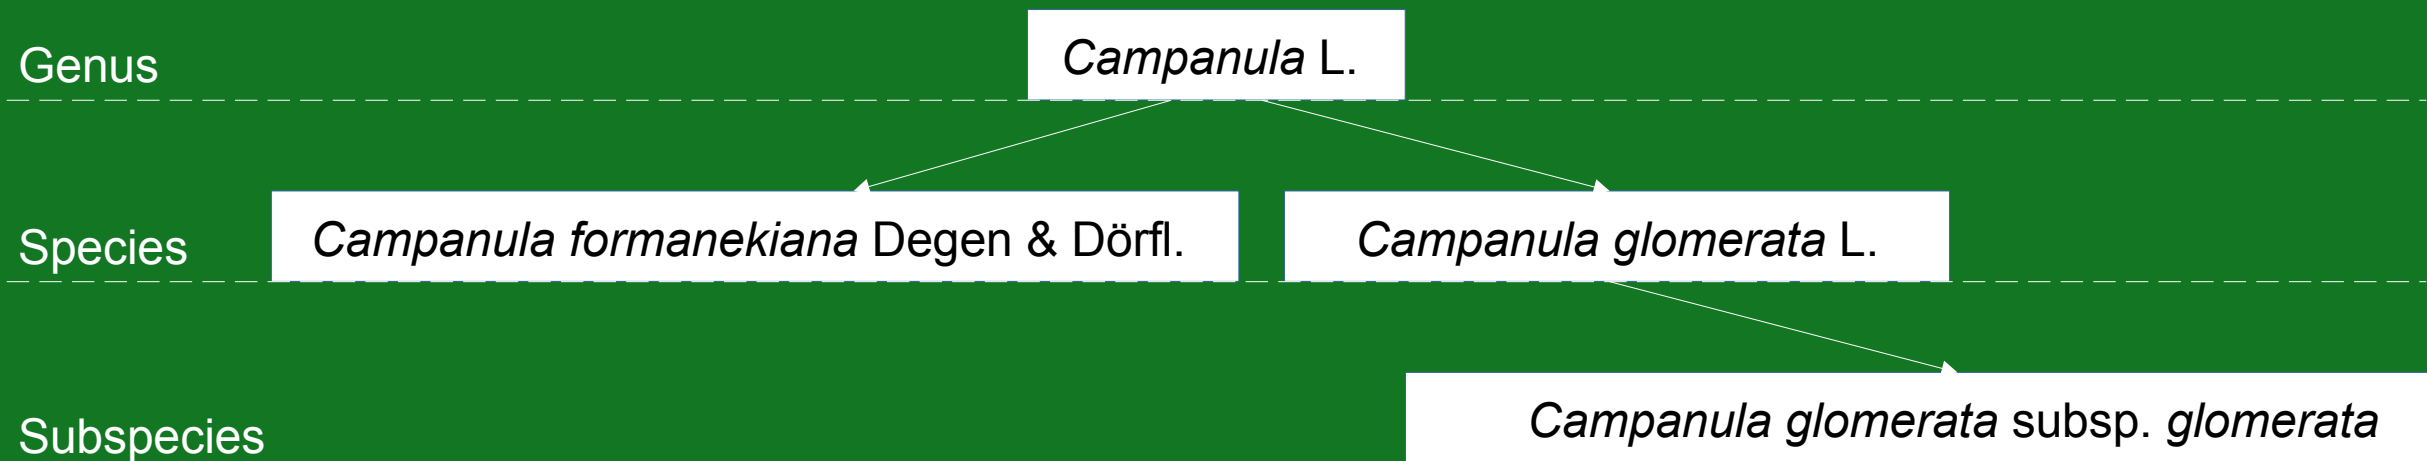 Genus
Campanula L.
Species
Campanula formanekiana Degen & Dörfl.
Campanula glomerata L.
Subspecies
Campanula glomerata subsp. glomerata